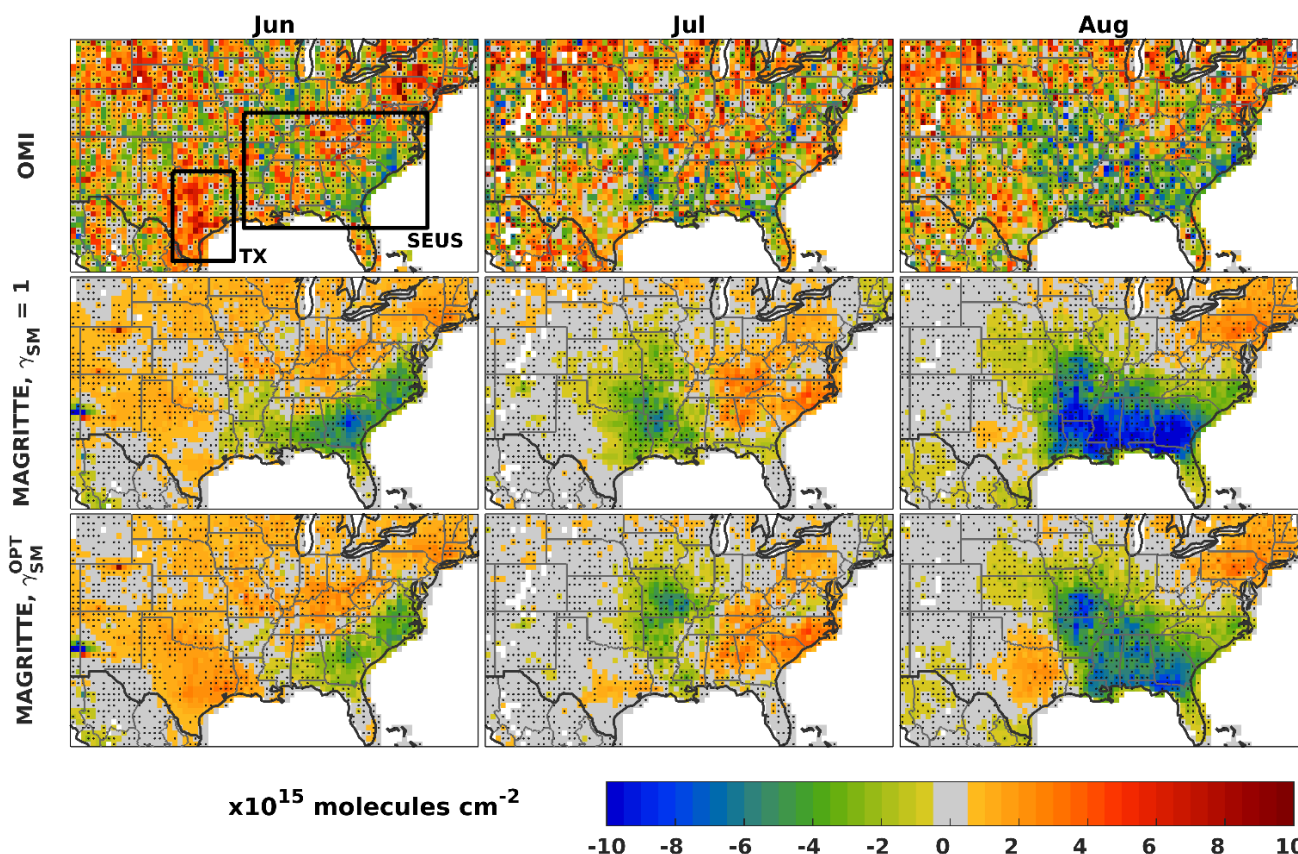 Jun Jul Aug
OMI
TX
SEUS
MAGRITTE, γSM = 1
MAGRITTE, γSM^OPT
x10^15 molecules cm^-2
-10 -8 -6 -4 -2 0 2 4 6 8 10